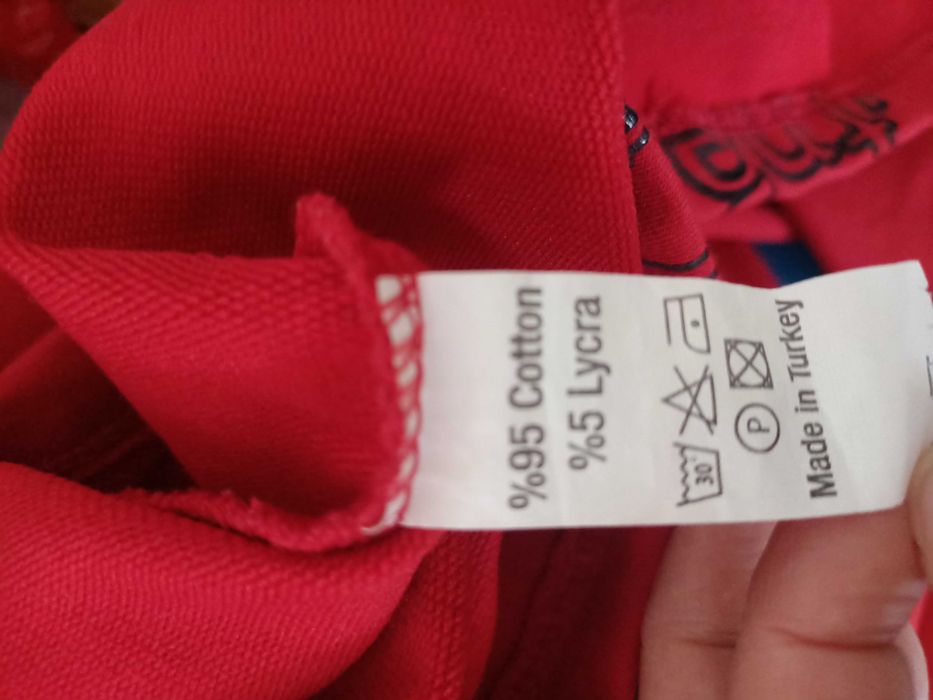 %95 Cotton
%5 Lycra
30°
P
Made in Turkey